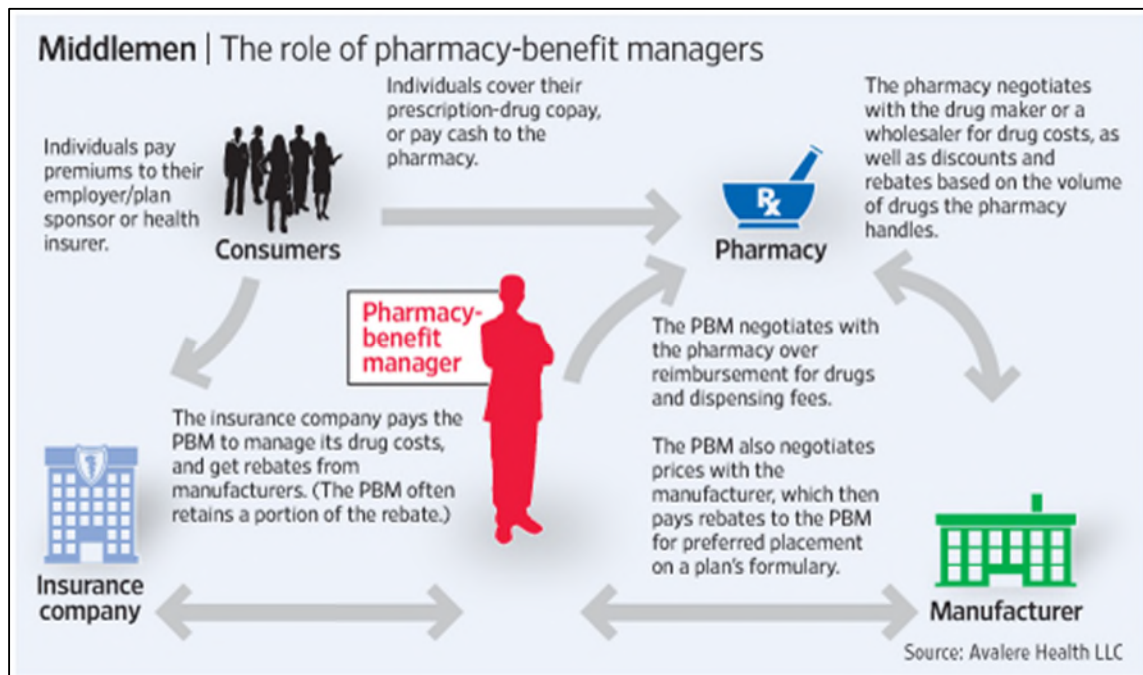 Middlemen | The role of pharmacy-benefit managers
Individuals pay
premiums to their
employer/plan
sponsor or health
insurer.
Consumers
Individuals cover their
prescription-drug copay,
or pay cash to the
pharmacy.
Rx
Pharmacy
The pharmacy negotiates
with the drug maker or a
wholesaler for drug costs, as
well as discounts and
rebates based on the volume
of drugs the pharmacy
handles.
Pharmacy-
benefit
manager
The PBM negotiates with
the pharmacy over
reimbursement for drugs
and dispensing fees.
The insurance company pays the
PBM to manage its drug costs,
and get rebates from
manufacturers. (The PBM often
retains a portion of the rebate.)
The PBM also negotiates
prices with the
manufacturer, which then
pays rebates to the PBM
for preferred placement
on a plan's formulary.
Insurance
company
Manufacturer
Source: Avalere Health LLC